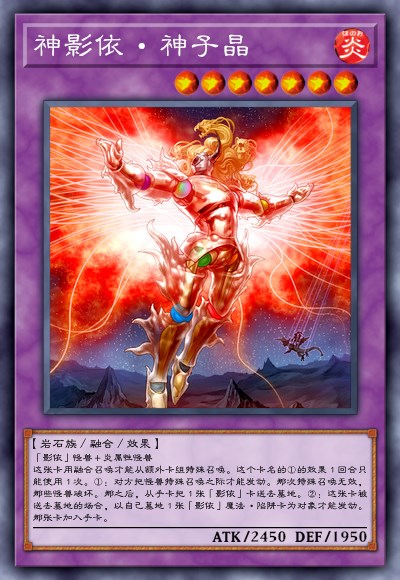 神影依·神子晶
ほのお
炎
【岩石族／融合／效果】
「影依」怪兽＋炎属性怪兽
这张卡用融合召唤才能从额外卡组特殊召唤。这个卡名的①的效果1回合只
能使用1次。①：对方把怪兽特殊召唤之际才能发动。那次特殊召唤无效，
那些怪兽破坏。那之后，从手卡把1张「影依」卡送去墓地。②：这张卡被
送去墓地的场合，以自己墓地1张「影依」魔法·陷阱卡为对象才能发动。
那张卡加入手卡。
ATK/2450 DEF/1950